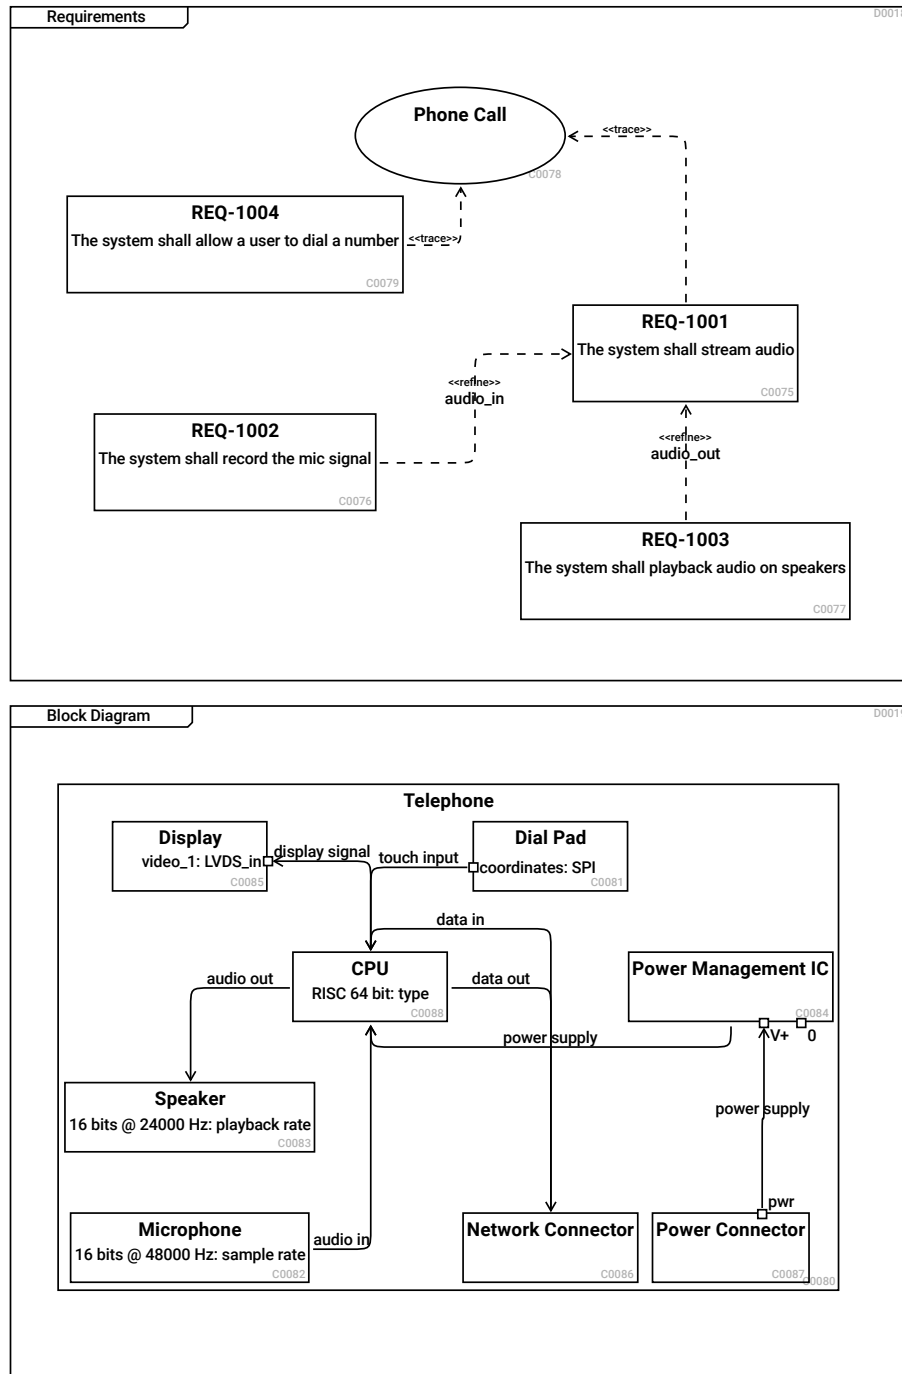 Requirements
D0018
Phone Call
C0078
<<trace>>
REQ-1004
The system shall allow a user to dial a number
C0079
<<trace>>
REQ-1001
The system shall stream audio
C0075
<<refine>>
audio_in
REQ-1002
The system shall record the mic signal
C0076
<<refine>>
audio_out
REQ-1003
The system shall playback audio on speakers
C0077
Block Diagram
Telephone
Display
video_1: LVDS_in
C0085
display signal
touch input
Dial Pad
coordinates: SPI
C0081
data in
CPU
RISC 64 bit: type
C0088
audio out
data out
Power Management IC
C0084
V+
0
power supply
Speaker
16 bits @ 24000 Hz: playback rate
C0083
power supply
pwr
Microphone
16 bits @ 48000 Hz: sample rate
C0082
audio in
Network Connector
C0086
Power Connector
C0087
C0080